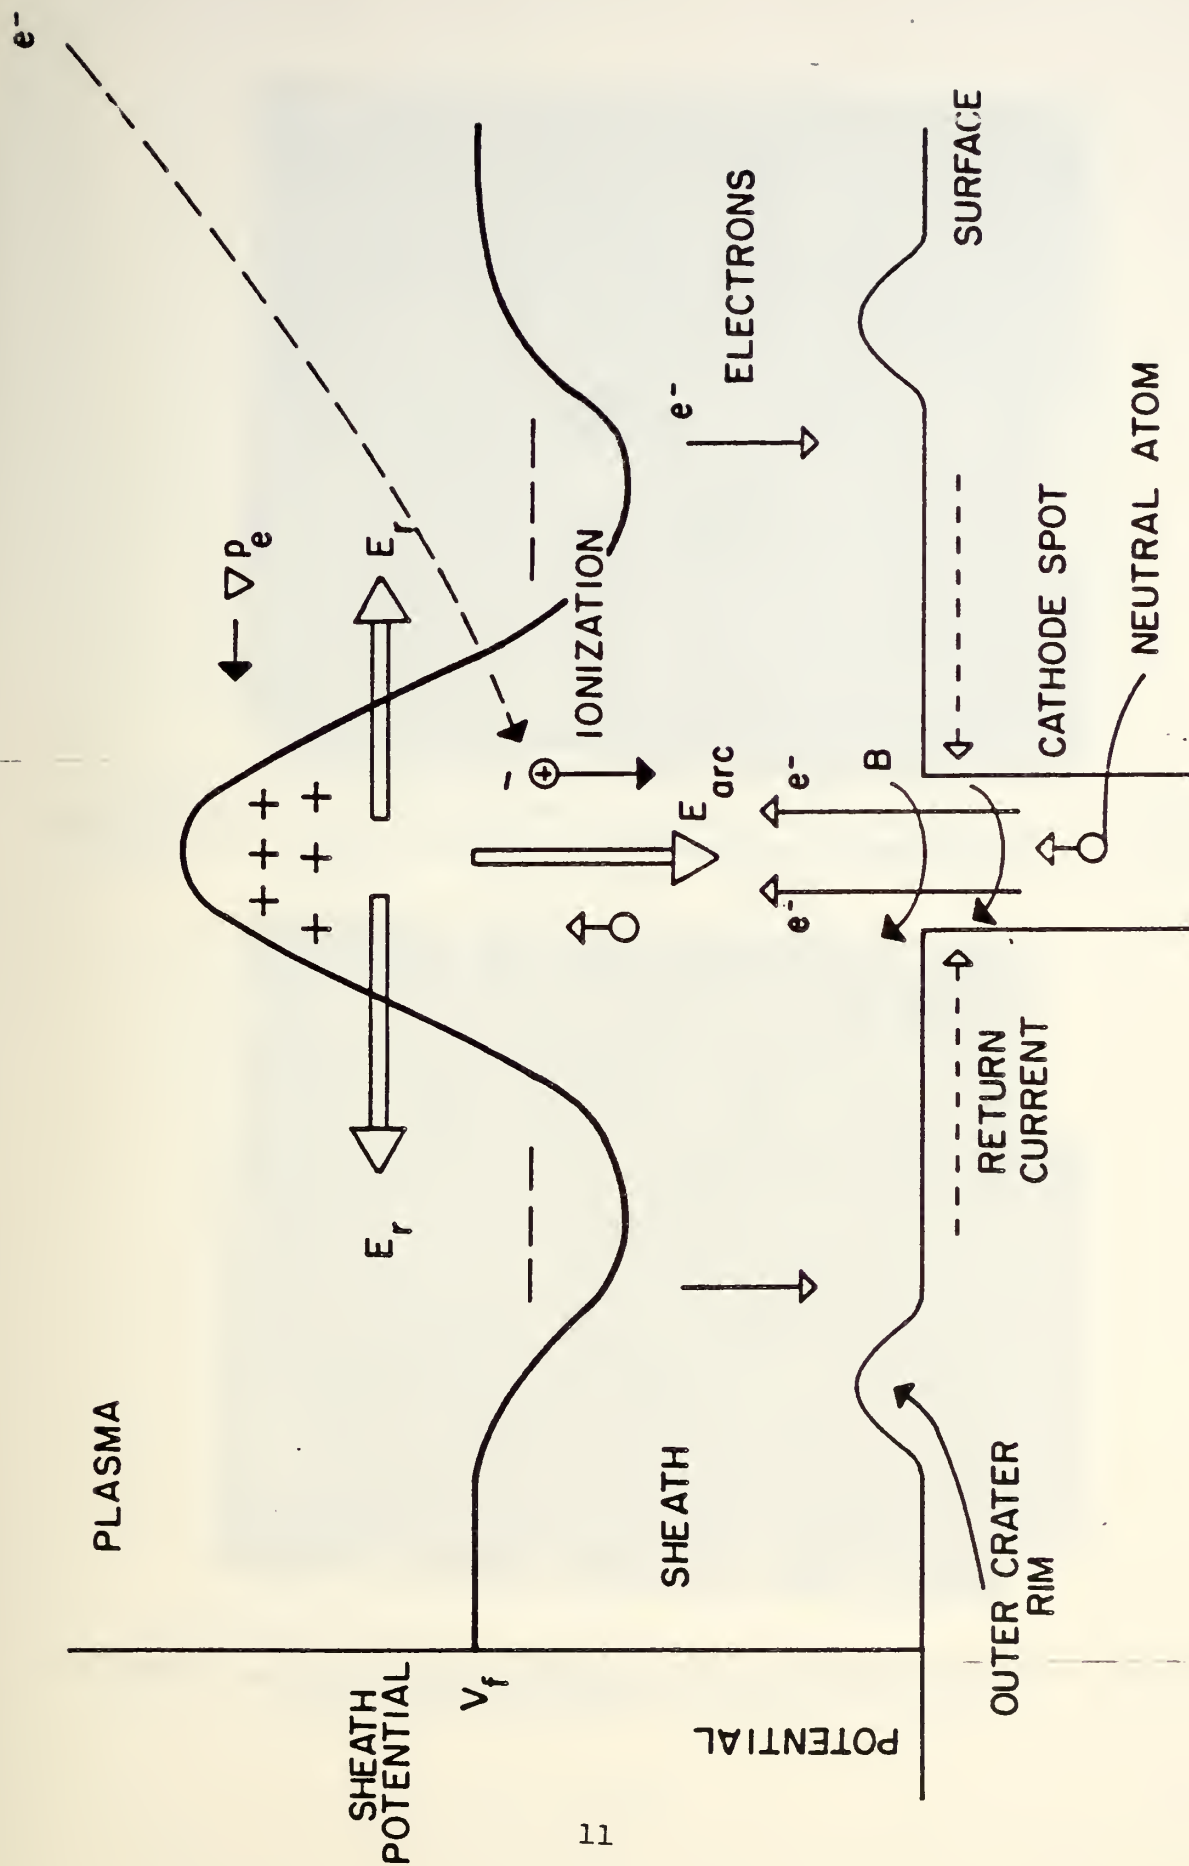 PLASMA
e⁻
← ∇pₑ
SHEATH
POTENTIAL
V_f
E_r
E_r
+ + +
+ + +
− − −
− − −
−
+
IONIZATION
SHEATH
E_arc
e⁻
ELECTRONS
POTENTIAL
e⁻
e⁻
B
SURFACE
OUTER CRATER
RIM
RETURN
CURRENT
CATHODE SPOT
NEUTRAL ATOM
11